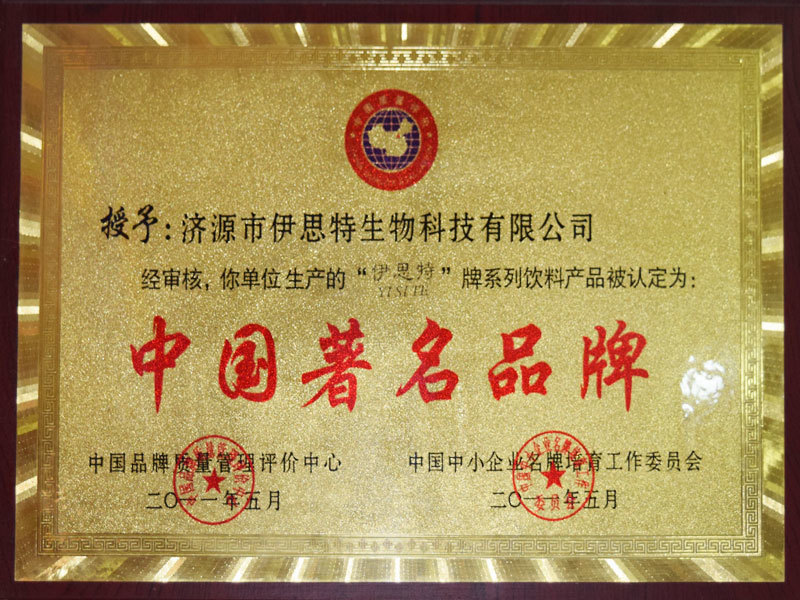 授予:济源市伊思特生物科技有限公司
经审核,你单位生产的“伊思特”牌系列饮料产品被认定为:
YISITE
中国著名品牌
中国品牌质量管理评价中心
二〇一一年五月
中国中小企业名牌培育工作委员会
二〇一一年五月
委员会